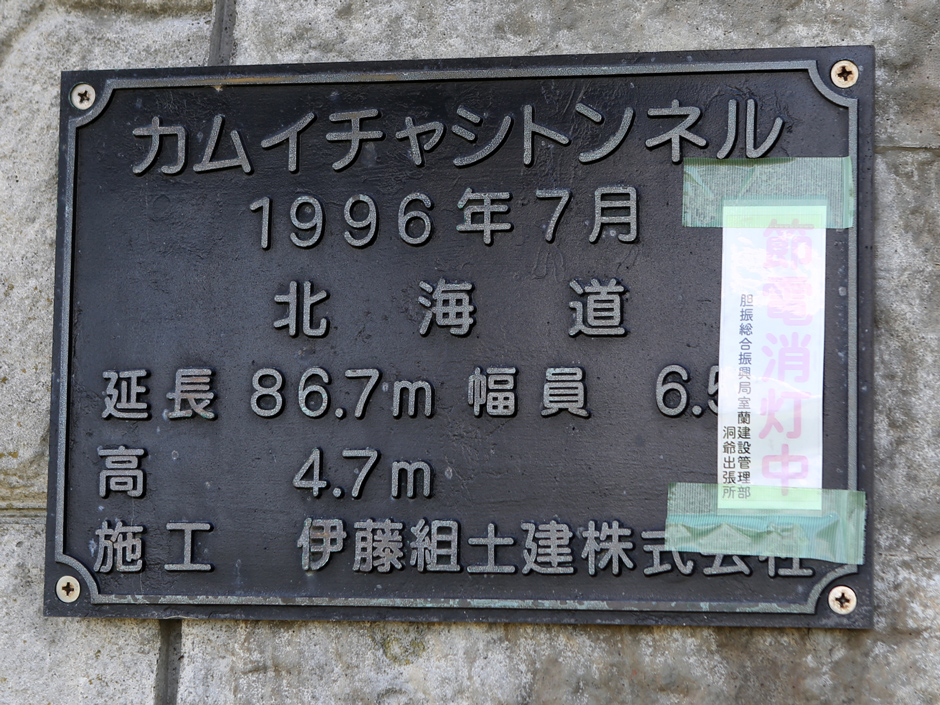 カムイチャシトンネル
1996年7月
北海道
延長 86.7m 幅員 6.5
高 4.7m
施工 伊藤組土建株式会社
節電消灯中
胆振総合振興局室蘭建設管理部
洞爺出張所